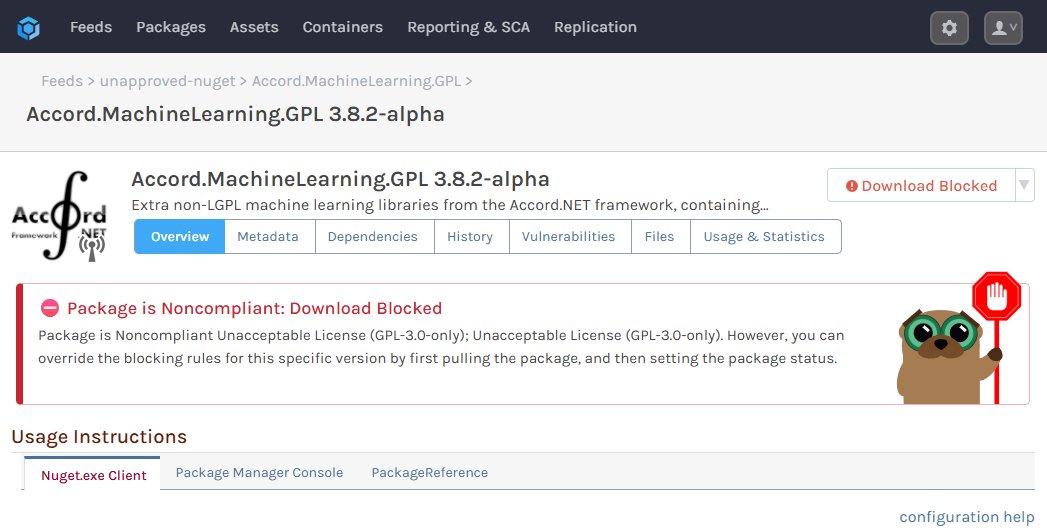 Feeds Packages Assets Containers Reporting & SCA Replication
Feeds > unapproved-nuget > Accord.MachineLearning.GPL >
Accord.MachineLearning.GPL 3.8.2-alpha
Accord
Framework .NET
Accord.MachineLearning.GPL 3.8.2-alpha
Download Blocked
Extra non-LGPL machine learning libraries from the Accord.NET framework, containing...
Overview Metadata Dependencies History Vulnerabilities Files Usage & Statistics
Package is Noncompliant: Download Blocked
Package is Noncompliant Unacceptable License (GPL-3.0-only); Unacceptable License (GPL-3.0-only). However, you can
override the blocking rules for this specific version by first pulling the package, and then setting the package status.
Usage Instructions
Nuget.exe Client Package Manager Console PackageReference
configuration help